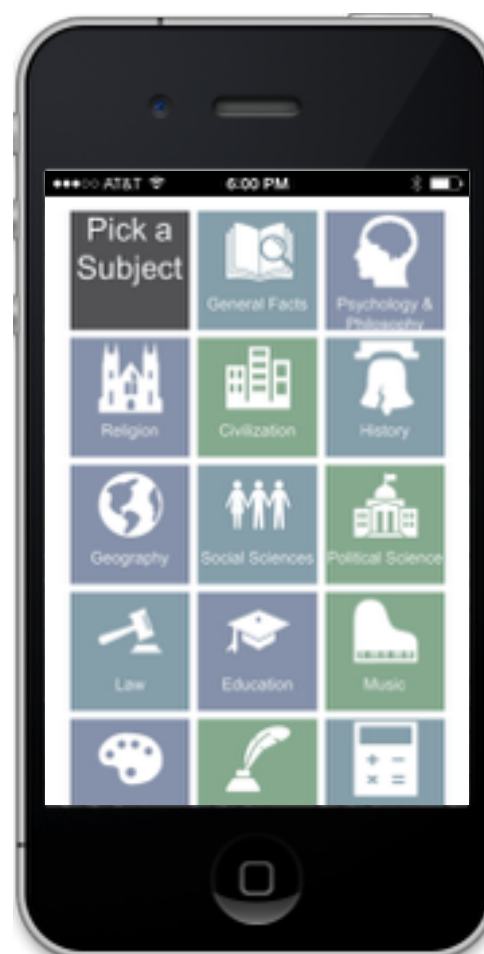 AT&T 6:00 PM
Pick a
Subject
General Facts
Psychology &
Philosophy
Religion
Civilization
History
Geography
Social Sciences
Political Science
Law
Education
Music